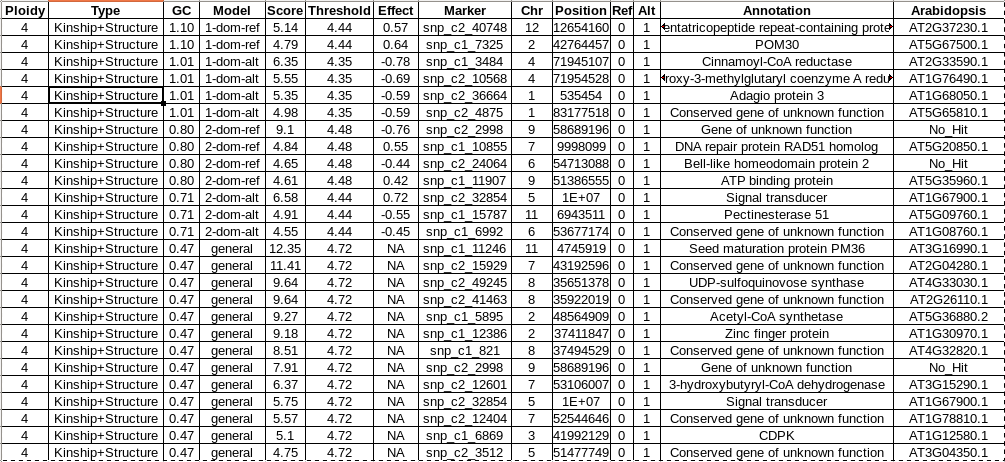 Ploidy Type GC Model Score Threshold Effect Marker Chr Position Ref Alt Annotation Arabidopsis
4 Kinship+Structure 1.10 1-dom-ref 5.14 4.44 0.57 snp_c2_40748 12 12654160 0 1 entatricopeptide repeat-containing prote AT2G37230.1
4 Kinship+Structure 1.10 1-dom-ref 4.79 4.44 0.64 snp_c1_7325 2 42764457 0 1 POM30 AT5G67500.1
4 Kinship+Structure 1.01 1-dom-alt 6.35 4.35 -0.78 snp_c1_3484 4 71945107 0 1 Cinnamoyl-CoA reductase AT2G33590.1
4 Kinship+Structure 1.01 1-dom-alt 5.55 4.35 -0.69 snp_c2_10568 4 71954528 0 1 roxy-3-methylglutaryl coenzyme A redu AT1G76490.1
4 Kinship+Structure 1.01 1-dom-alt 5.35 4.35 -0.59 snp_c2_36664 1 535454 0 1 Adagio protein 3 AT1G68050.1
4 Kinship+Structure 1.01 1-dom-alt 4.98 4.35 -0.59 snp_c2_4875 1 83177518 0 1 Conserved gene of unknown function AT5G65810.1
4 Kinship+Structure 0.80 2-dom-ref 9.1 4.48 -0.76 snp_c2_2998 9 58689196 0 1 Gene of unknown function No_Hit
4 Kinship+Structure 0.80 2-dom-ref 4.84 4.48 0.55 snp_c1_10855 7 9998099 0 1 DNA repair protein RAD51 homolog AT5G20850.1
4 Kinship+Structure 0.80 2-dom-ref 4.65 4.48 -0.44 snp_c2_24064 6 54713088 0 1 Bell-like homeodomain protein 2 No_Hit
4 Kinship+Structure 0.80 2-dom-ref 4.61 4.48 0.42 snp_c1_11907 9 51386555 0 1 ATP binding protein AT5G35960.1
4 Kinship+Structure 0.71 2-dom-alt 6.58 4.44 0.72 snp_c2_32854 5 1E+07 0 1 Signal transducer AT1G67900.1
4 Kinship+Structure 0.71 2-dom-alt 4.91 4.44 -0.55 snp_c1_15787 11 6943511 0 1 Pectinesterase 51 AT5G09760.1
4 Kinship+Structure 0.71 2-dom-alt 4.55 4.44 -0.45 snp_c1_6992 6 53677174 0 1 Conserved gene of unknown function AT1G08760.1
4 Kinship+Structure 0.47 general 12.35 4.72 NA snp_c1_11246 11 4745919 0 1 Seed maturation protein PM36 AT3G16990.1
4 Kinship+Structure 0.47 general 11.41 4.72 NA snp_c2_15929 7 43192596 0 1 Conserved gene of unknown function AT2G04280.1
4 Kinship+Structure 0.47 general 9.64 4.72 NA snp_c2_49245 8 35651378 0 1 UDP-sulfoquinovose synthase AT4G33030.1
4 Kinship+Structure 0.47 general 9.64 4.72 NA snp_c2_41463 8 35922019 0 1 Conserved gene of unknown function AT2G26110.1
4 Kinship+Structure 0.47 general 9.27 4.72 NA snp_c1_5895 2 48564909 0 1 Acetyl-CoA synthetase AT5G36880.2
4 Kinship+Structure 0.47 general 9.18 4.72 NA snp_c1_12386 2 37411847 0 1 Zinc finger protein AT1G30970.1
4 Kinship+Structure 0.47 general 8.51 4.72 NA snp_c1_821 8 37494529 0 1 Conserved gene of unknown function AT4G32820.1
4 Kinship+Structure 0.47 general 7.91 4.72 NA snp_c2_2998 9 58689196 0 1 Gene of unknown function No_Hit
4 Kinship+Structure 0.47 general 6.37 4.72 NA snp_c2_12601 7 53106007 0 1 3-hydroxybutyryl-CoA dehydrogenase AT3G15290.1
4 Kinship+Structure 0.47 general 5.75 4.72 NA snp_c2_32854 5 1E+07 0 1 Signal transducer AT1G67900.1
4 Kinship+Structure 0.47 general 5.57 4.72 NA snp_c2_12404 7 52544646 0 1 Conserved gene of unknown function AT1G78810.1
4 Kinship+Structure 0.47 general 5.1 4.72 NA snp_c1_6869 3 41992129 0 1 CDPK AT1G12580.1
4 Kinship+Structure 0.47 general 4.75 4.72 NA snp_c2_3512 5 51477749 0 1 Conserved gene of unknown function AT3G04350.1